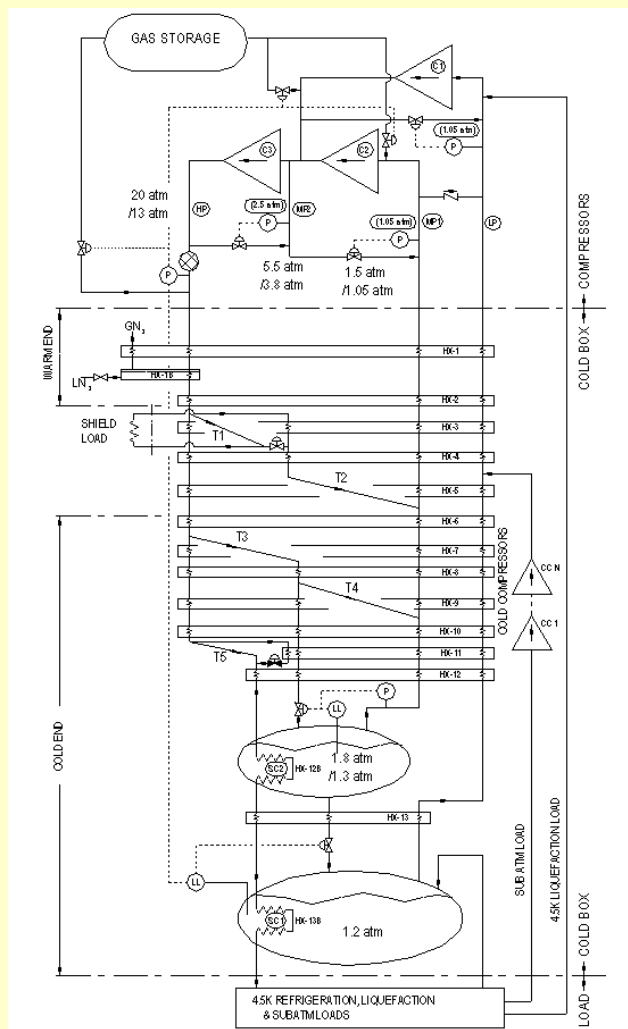 GAS STORAGE
C1
(1.05 atm)
P
C3
C2
20 atm
/13 atm
HP
(2.5 atm)
P
MP2
(1.05 atm)
P
MP1
LP
5.5 atm
/3.8 atm
1.5 atm
/1.05 atm
P
COMPRESSORS
COLD BOX
WARM END
GN2
HX-1
HX-1B
LN2
HX-2
SHIELD
LOAD
T1
HX-3
HX-4
T2
HX-5
HX-6
T3
HX-7
HX-8
T4
HX-9
HX-10
T5
HX-11
HX-12
COLD COMPRESSORS
CC N
CC 1
COLD END
P
LL
1.8 atm
/1.3 atm
SC2
HX-12B
HX-13
LL
1.2 atm
SC1
HX-13B
SUB ATM LOAD
4.5K LIQUEFACTION LOAD
COLD BOX
LOAD
4.5K REFRIGERATION, LIQUEFACTION
& SUBATM LOADS